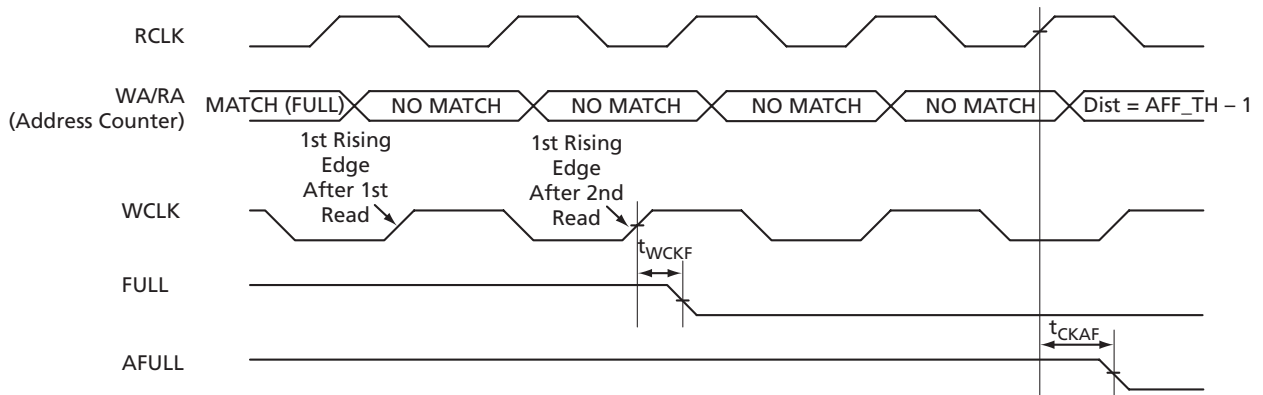 RCLK
WA/RA
(Address Counter)
MATCH (FULL)
NO MATCH
NO MATCH
NO MATCH
NO MATCH
Dist = AFF_TH – 1
1st Rising
Edge
After 1st
Read
1st Rising
Edge
After 2nd
Read
WCLK
tWCKF
FULL
tCKAF
AFULL